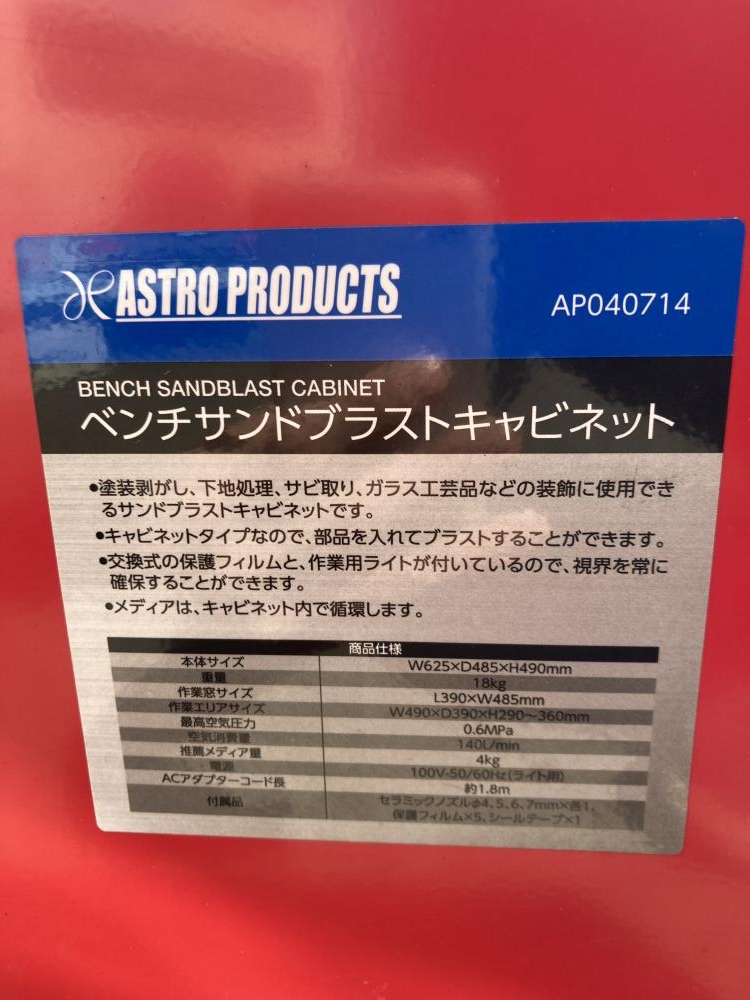 ASTRO PRODUCTS
AP040714
BENCH SANDBLAST CABINET
ベンチサンドブラストキャビネット
●塗装剥がし、下地処理、サビ取り、ガラス工芸品などの装飾に使用でき
るサンドブラストキャビネットです。
●キャビネットタイプなので、部品を入れてブラストすることができます。
●交換式の保護フィルムと、作業用ライトが付いているので、視界を常に
確保することができます。
●メディアは、キャビネット内で循環します。
商品仕様
本体サイズ W625×D485×H490mm
重量 18kg
作業窓サイズ L390×W485mm
作業エリアサイズ W490×D390×H290～360mm
最高空気圧力 0.6MPa
空気消費量 140L/min
推薦メディア量 4kg
電源 100V-50/60Hz(ライト用)
ACアダプターコード長 約1.8m
付属品 セラミックノズルφ4、5、6、7mm×各1、
保護フィルム×5、シールテープ×1